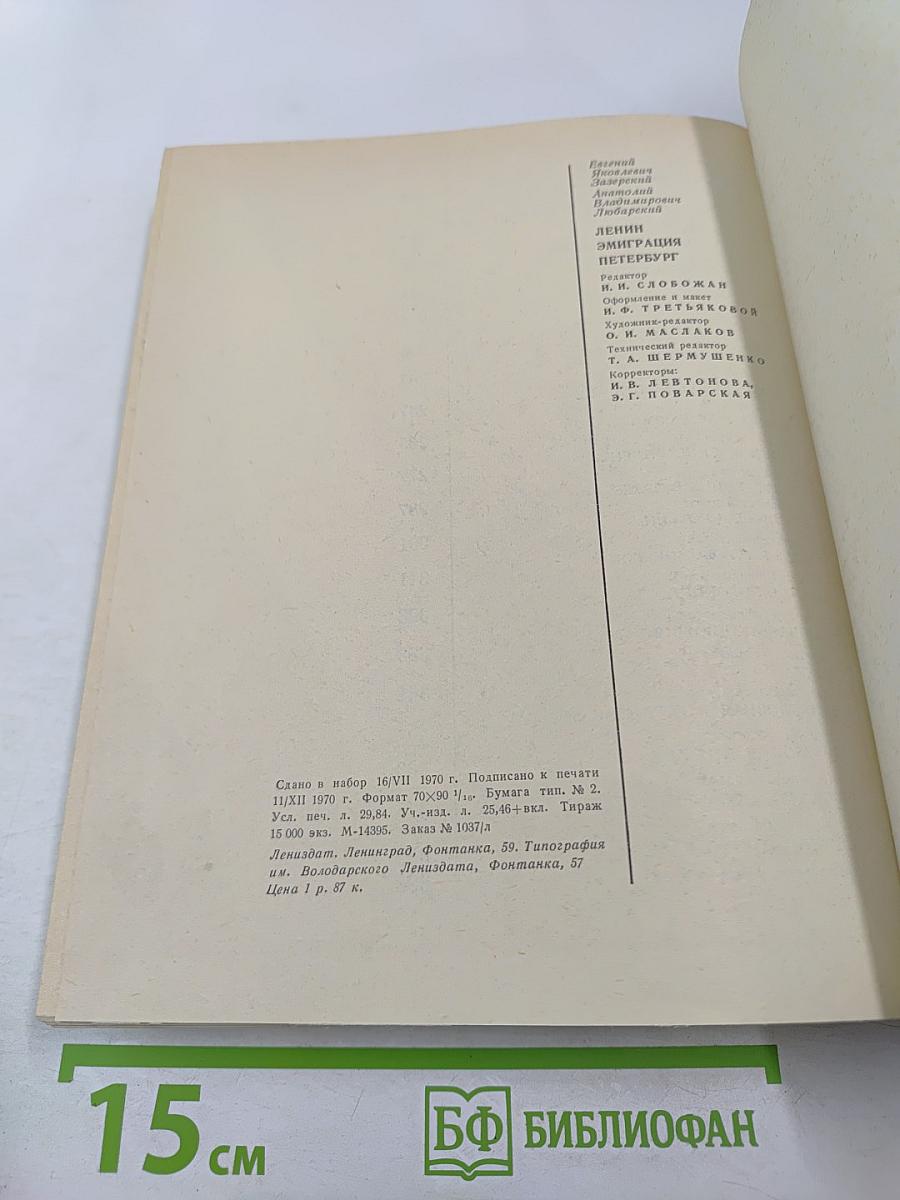 Евгений
Яковлевич
Зазерский
Анатолий
Владимирович
Любарский
ЛЕНИН
ЭМИГРАЦИЯ
ПЕТЕРБУРГ
Редактор
И. И. СЛОБОЖАН
Оформление и макет
И. Ф. ТРЕТЬЯКОВОЙ
Художник-редактор
О. И. МАСЛАКОВ
Технический редактор
Т. А. ШЕРМУШЕНКО
Корректоры:
И. В. ЛЕВТОНОВА,
Э. Г. ПОВАРСКАЯ
Сдано в набор 16/VII 1970 г. Подписано к печати
11/XII 1970 г. Формат 70×90 1/16. Бумага тип. № 2.
Усл. печ. л. 29,84. Уч.-изд. л. 25,46+вкл. Тираж
15 000 экз. М-14395. Заказ № 1037/л
Лениздат. Ленинград, Фонтанка, 59. Типография
им. Володарского Лениздата, Фонтанка, 57
Цена 1 р. 87 к.
15 см
БФ БИБЛИОФАН